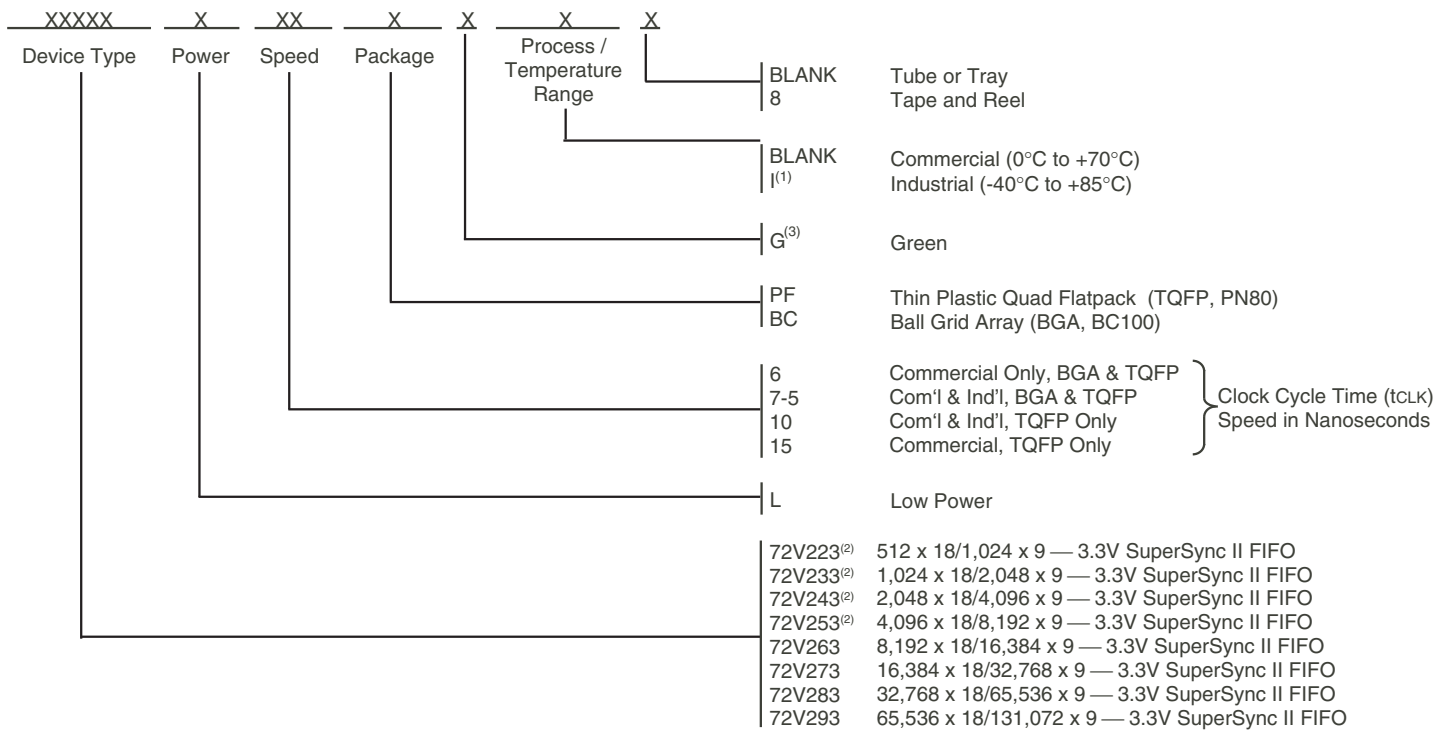 XXXXX X XX X X X X
Device Type Power Speed Package Process / Temperature Range
BLANK Tube or Tray
8 Tape and Reel
BLANK Commercial (0°C to +70°C)
I(1) Industrial (-40°C to +85°C)
G(3) Green
PF Thin Plastic Quad Flatpack (TQFP, PN80)
BC Ball Grid Array (BGA, BC100)
6 Commercial Only, BGA & TQFP
7-5 Com'l & Ind'l, BGA & TQFP
10 Com'l & Ind'l, TQFP Only
15 Commercial, TQFP Only
Clock Cycle Time (tCLK)
Speed in Nanoseconds
L Low Power
72V223(2) 512 x 18/1,024 x 9 — 3.3V SuperSync II FIFO
72V233(2) 1,024 x 18/2,048 x 9 — 3.3V SuperSync II FIFO
72V243(2) 2,048 x 18/4,096 x 9 — 3.3V SuperSync II FIFO
72V253(2) 4,096 x 18/8,192 x 9 — 3.3V SuperSync II FIFO
72V263 8,192 x 18/16,384 x 9 — 3.3V SuperSync II FIFO
72V273 16,384 x 18/32,768 x 9 — 3.3V SuperSync II FIFO
72V283 32,768 x 18/65,536 x 9 — 3.3V SuperSync II FIFO
72V293 65,536 x 18/131,072 x 9 — 3.3V SuperSync II FIFO